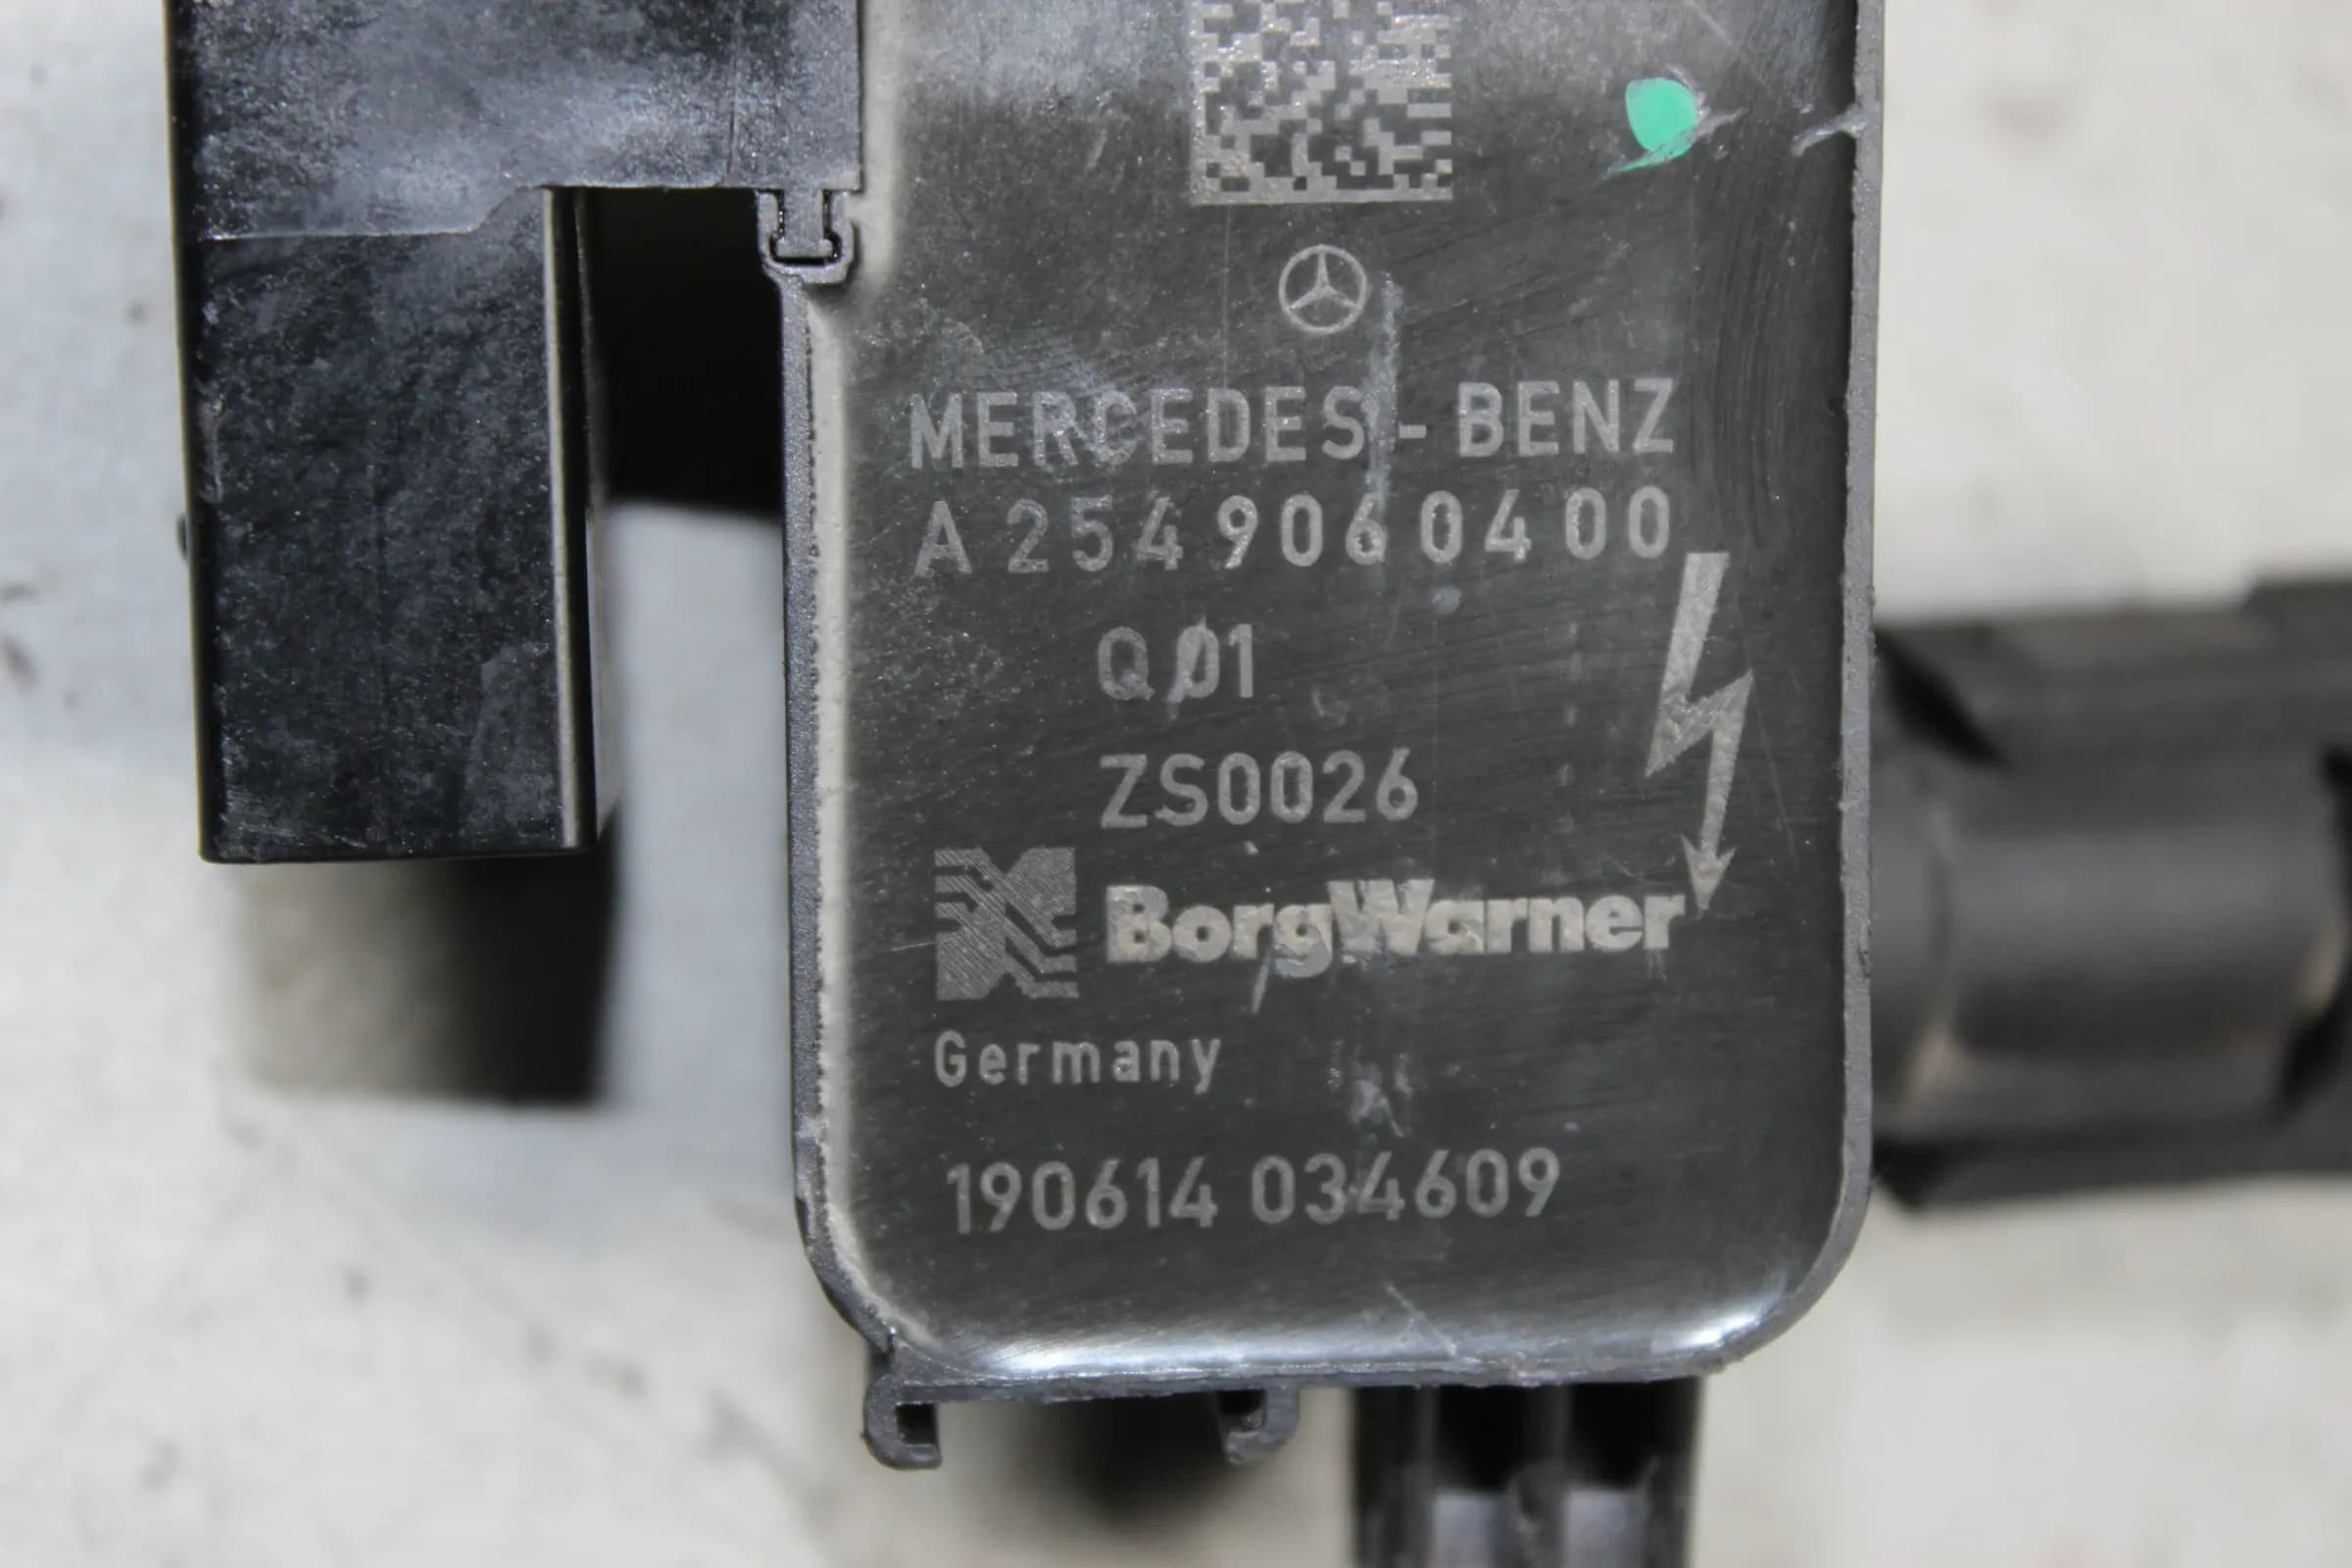 MERCEDES-BENZ
A 254 906 04 00
Q 01
ZS0026
BorgWarner
Germany
190614 034609